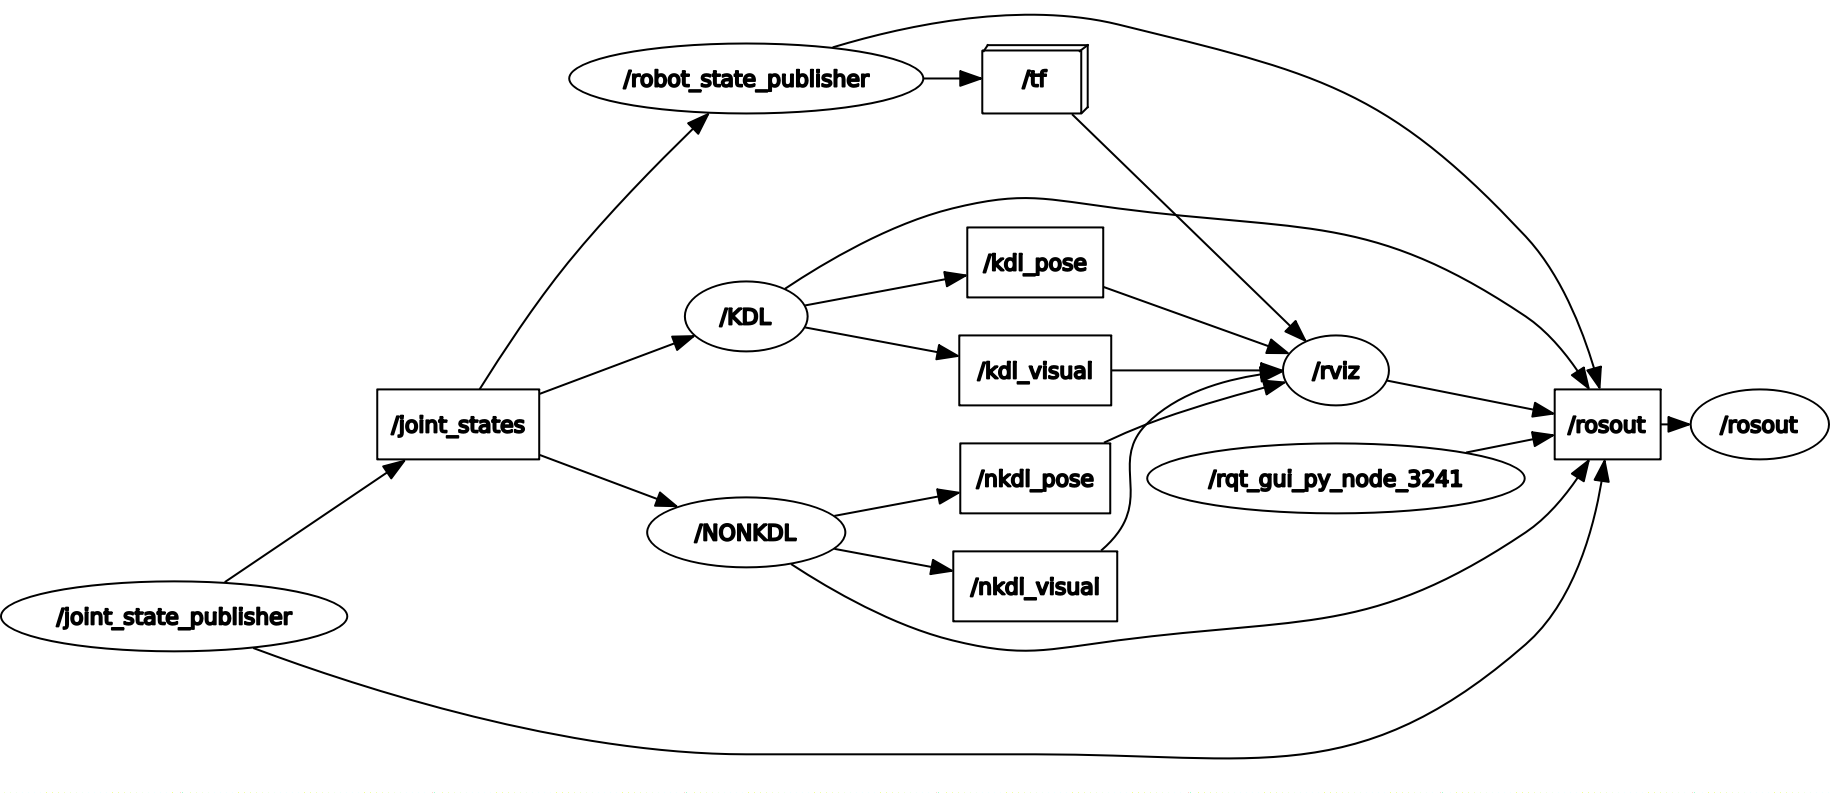 /robot_state_publisher
/tf
/kdl_pose
/KDL
/kdl_visual
/rviz
/joint_states
/rosout
/rosout
/nkdl_pose
/rqt_gui_py_node_3241
/NONKDL
/nkdl_visual
/joint_state_publisher